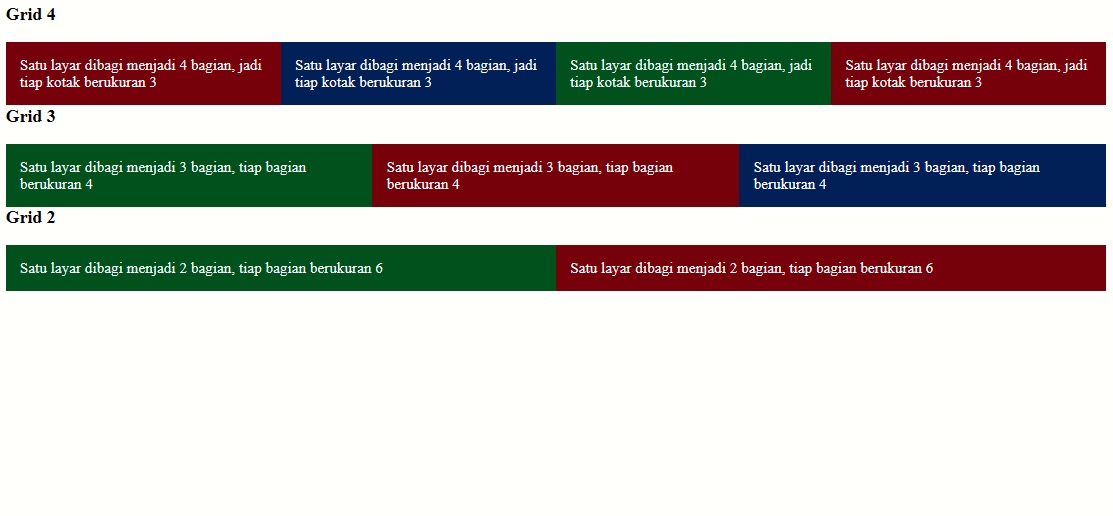 Grid 4
Satu layar dibagi menjadi 4 bagian, jadi
tiap kotak berukuran 3
Satu layar dibagi menjadi 4 bagian, jadi
tiap kotak berukuran 3
Satu layar dibagi menjadi 4 bagian, jadi
tiap kotak berukuran 3
Satu layar dibagi menjadi 4 bagian, jadi
tiap kotak berukuran 3
Grid 3
Satu layar dibagi menjadi 3 bagian, tiap bagian
berukuran 4
Satu layar dibagi menjadi 3 bagian, tiap bagian
berukuran 4
Satu layar dibagi menjadi 3 bagian, tiap bagian
berukuran 4
Grid 2
Satu layar dibagi menjadi 2 bagian, tiap bagian berukuran 6
Satu layar dibagi menjadi 2 bagian, tiap bagian berukuran 6